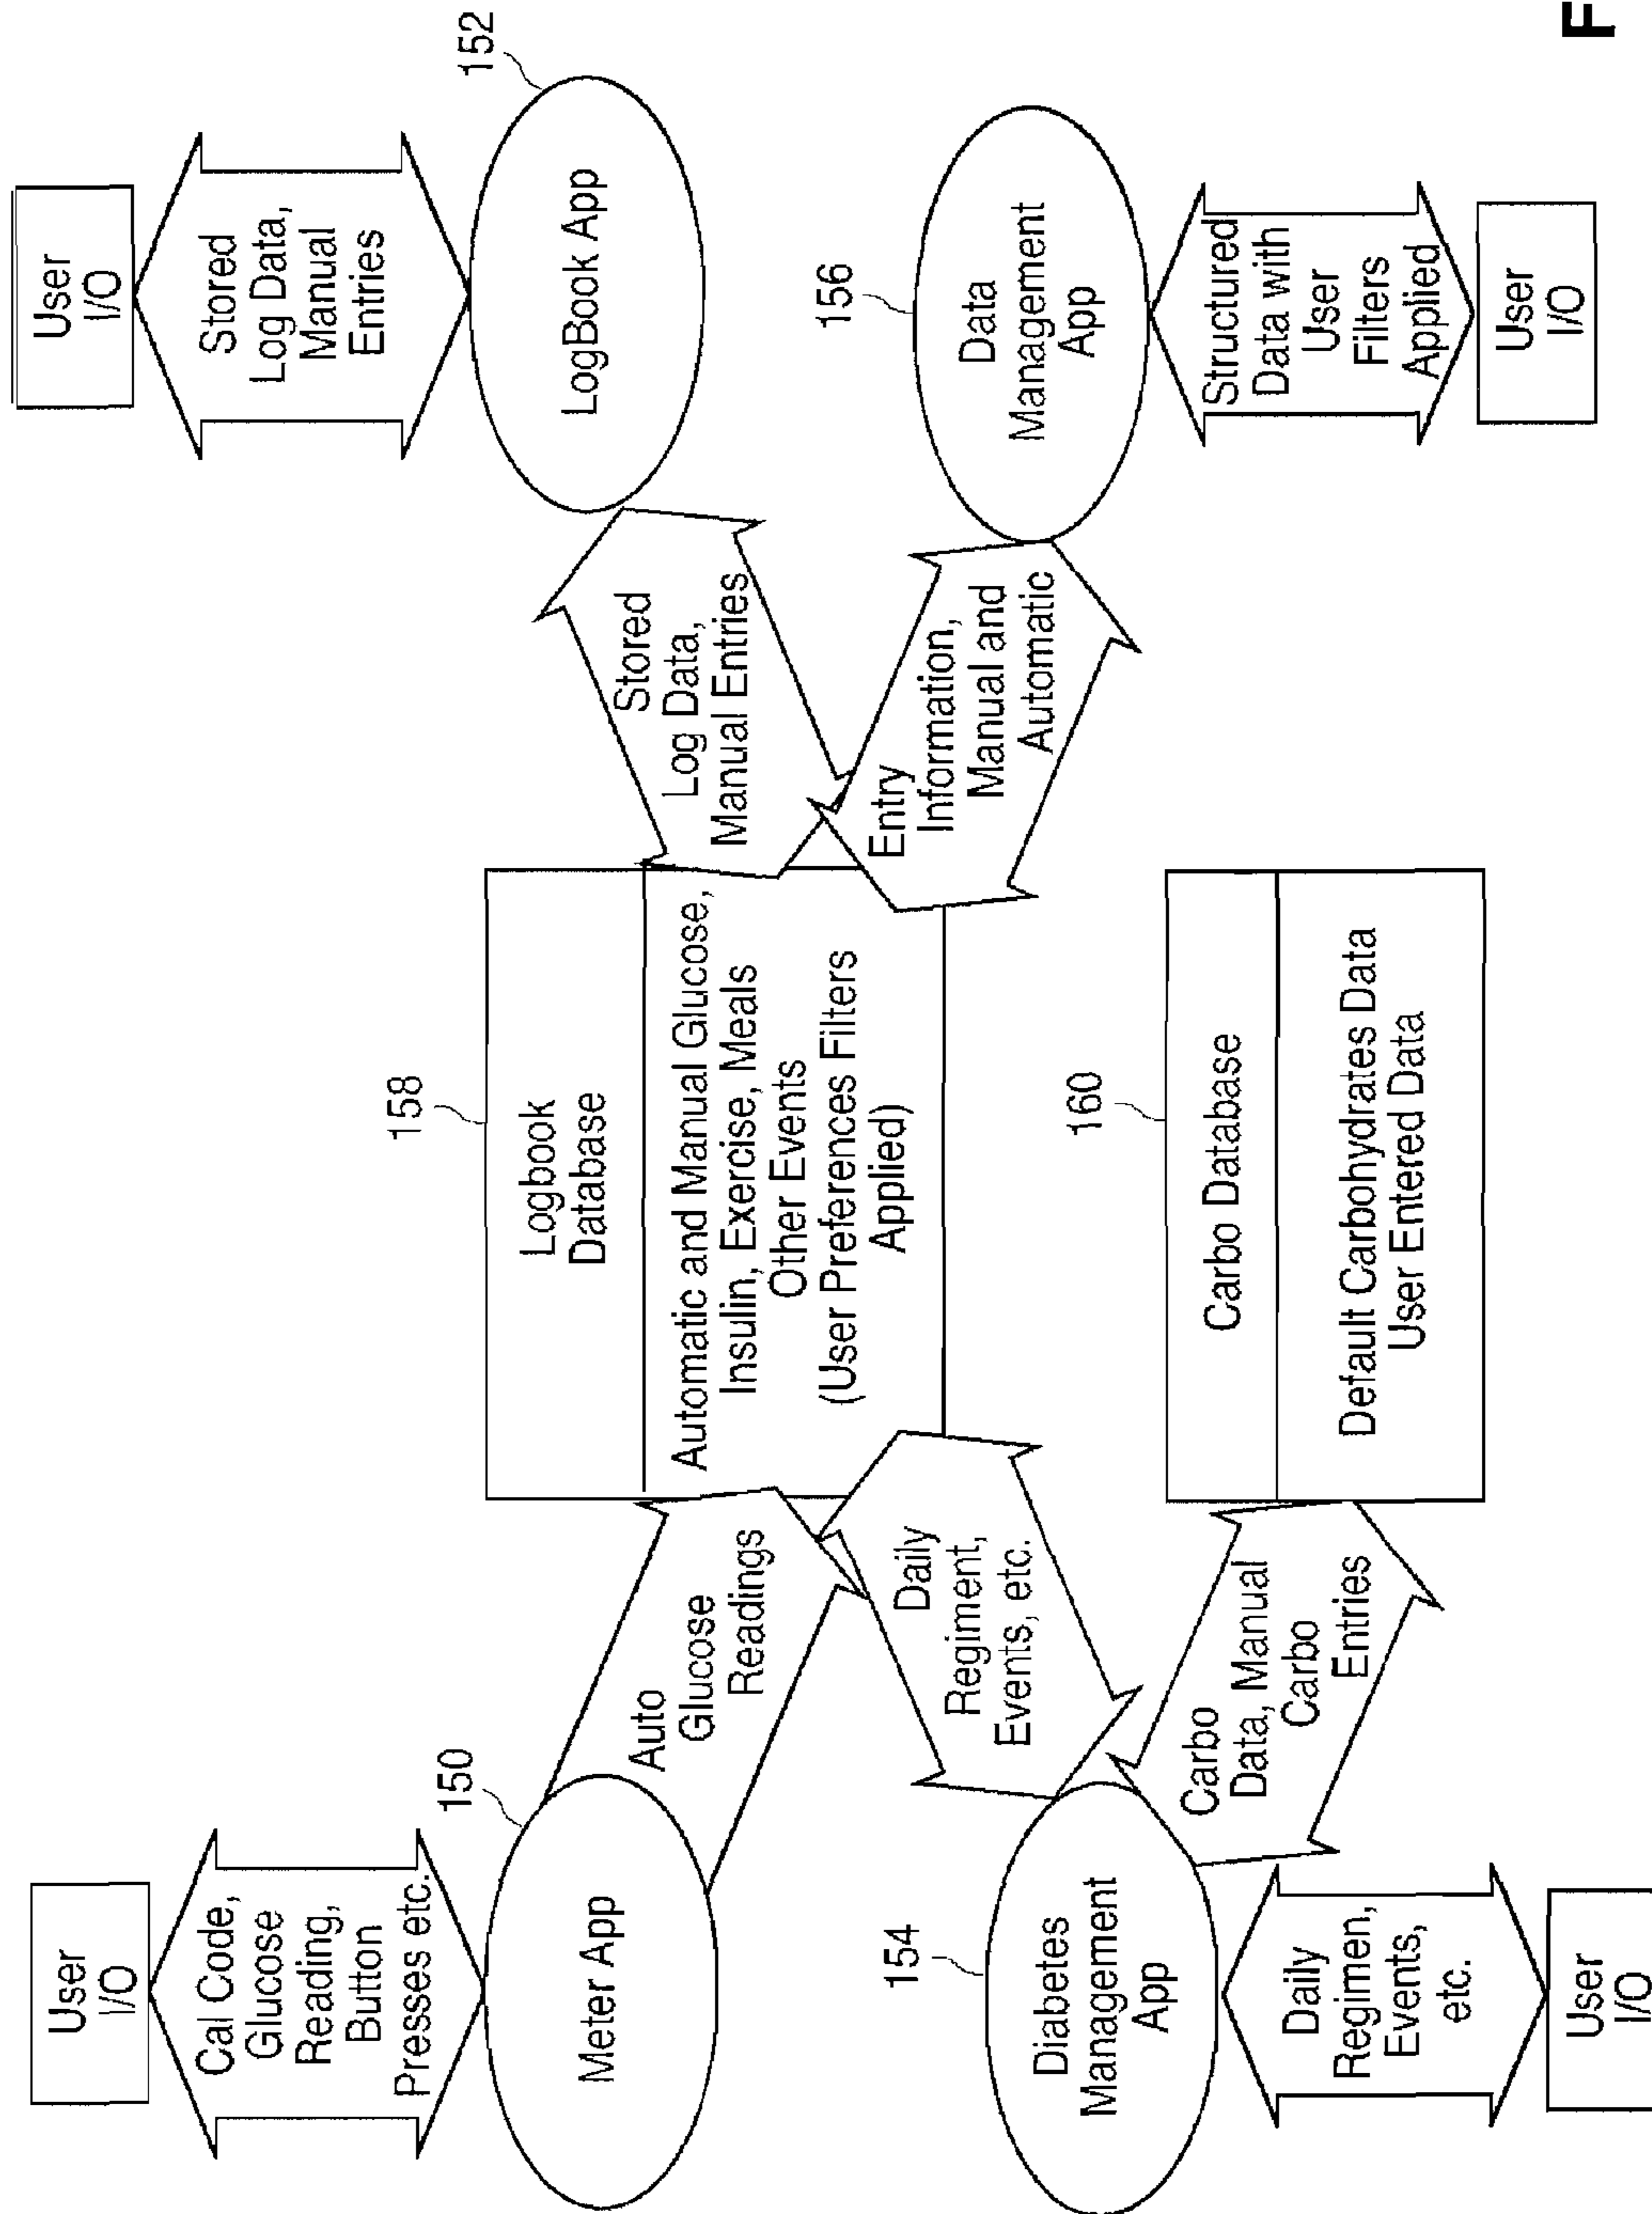 User
I/O
Cal Code,
Glucose
Reading,
Button
Presses etc.
150
Meter App
Auto
Glucose
Readings
158
Logbook
Database
Automatic and Manual Glucose,
Insulin, Exercise, Meals
Other Events
(User Preferences Filters
Applied)
Stored
Log Data,
Manual Entries
User
I/O
Stored
Log Data,
Manual
Entries
152
LogBook App
154
Diabetes
Management
App
Daily
Regiment,
Events, etc.
Entry
Information,
Manual and
Automatic
156
Data
Management
App
Carbo
Data, Manual
Carbo
Entries
160
Carbo Database
Default Carbohydrates Data
User Entered Data
Daily
Regimen,
Events,
etc.
User
I/O
Structured
Data with
User
Filters
Applied
User
I/O
F